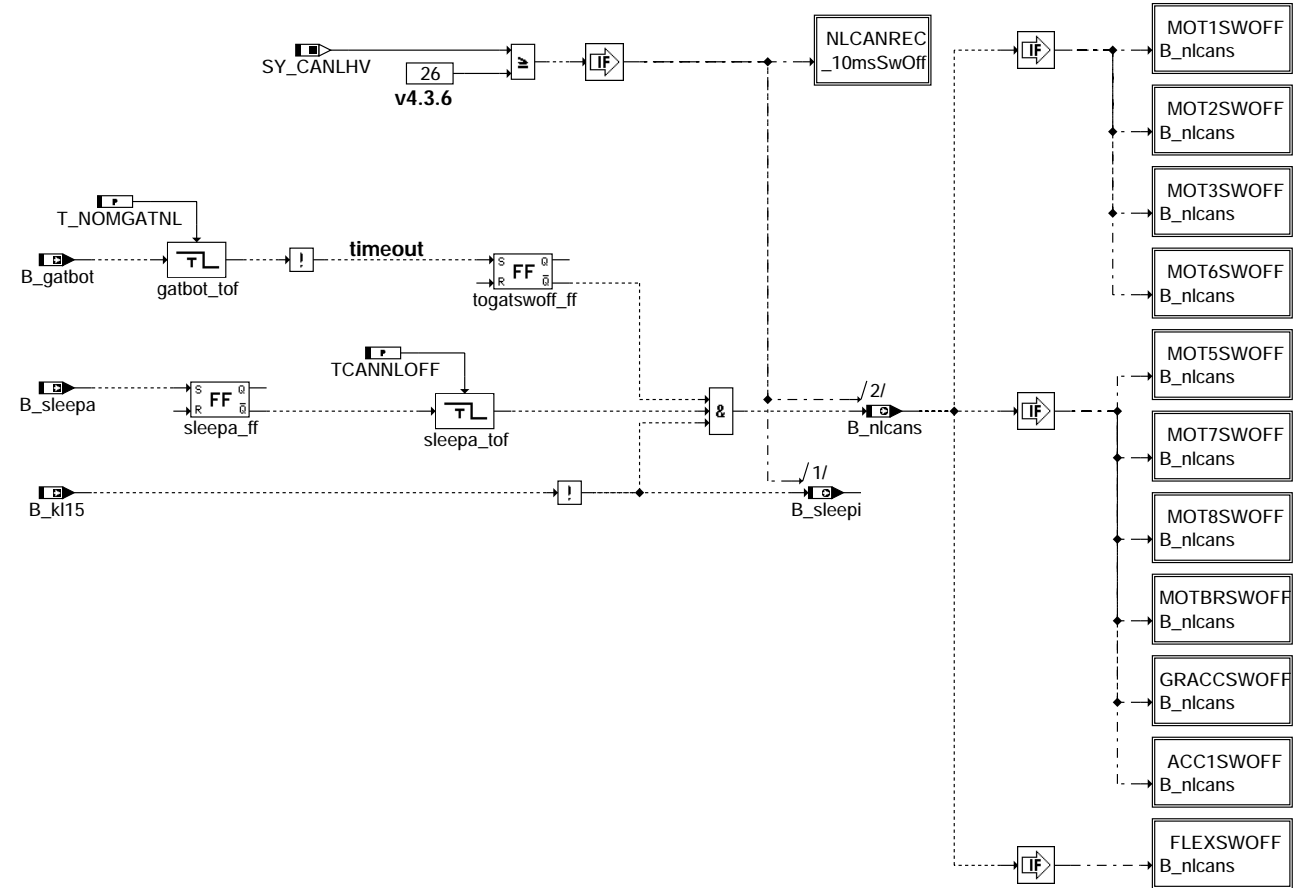 SY_CANLHV
26
v4.3.6
≥
IF
NLCANREC
_10msSwOff
IF
MOT1SWOFF
B_nlcans
MOT2SWOFF
B_nlcans
MOT3SWOFF
B_nlcans
MOT6SWOFF
B_nlcans
P
T_NOMGATNL
B_gatbot
T
gatbot_tof
!
timeout
S Q
FF
R Q̅
togatswoff_ff
P
TCANNLOFF
B_sleepa
S Q
FF
R Q̅
sleepa_ff
T
sleepa_tof
&
2/
B_nlcans
IF
B_kl15
!
1/
B_sleepi
MOT5SWOFF
B_nlcans
MOT7SWOFF
B_nlcans
MOT8SWOFF
B_nlcans
MOTBRSWOFF
B_nlcans
GRACCSWOFF
B_nlcans
ACC1SWOFF
B_nlcans
IF
FLEXSWOFF
B_nlcans